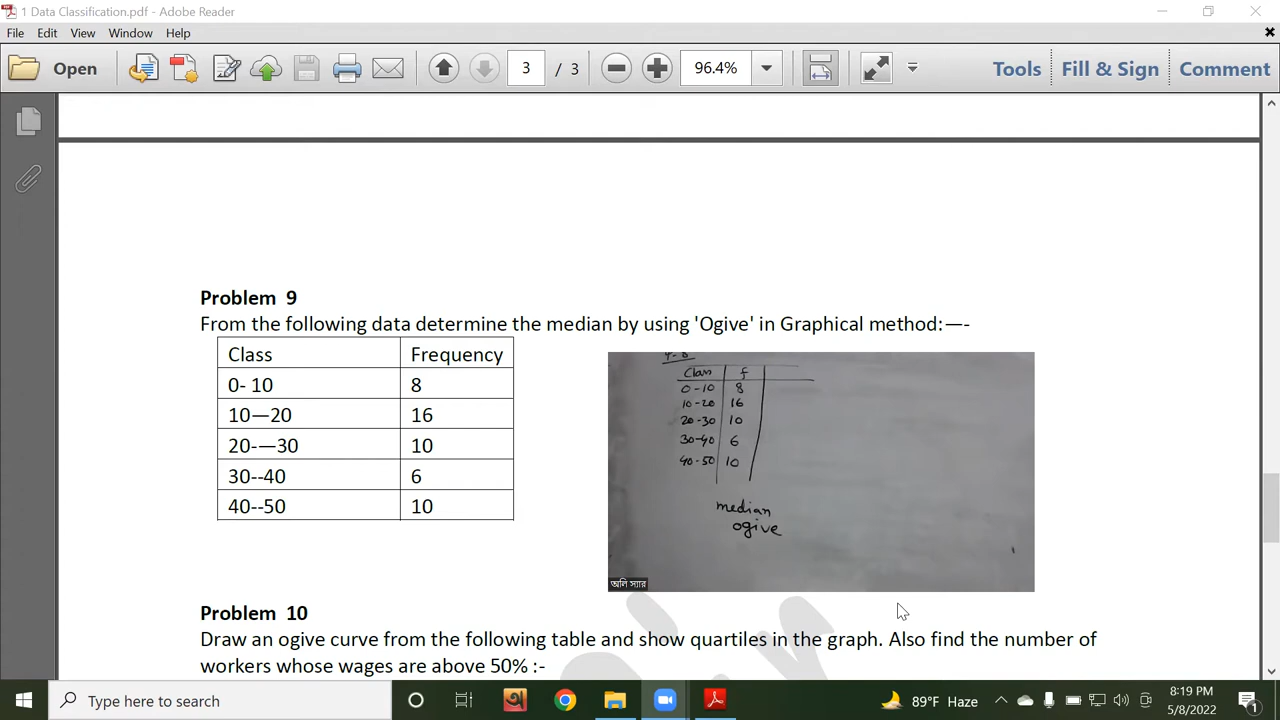 1 Data Classification.pdf - Adobe Reader
File Edit View Window Help
Open 3 / 3 96.4% Tools Fill & Sign Comment
Problem 9
From the following data determine the median by using 'Ogive' in Graphical method:—-
Class Frequency
0- 10 8
10—20 16
20-—30 10
30--40 6
40--50 10
Class f
0-10 8
10-20 16
20-30 10
30-40 6
40-50 10
median
ogive
অলি স্যার
Problem 10
Draw an ogive curve from the following table and show quartiles in the graph. Also find the number of
workers whose wages are above 50% :-
Type here to search
89°F Haze
8:19 PM
5/8/2022
1